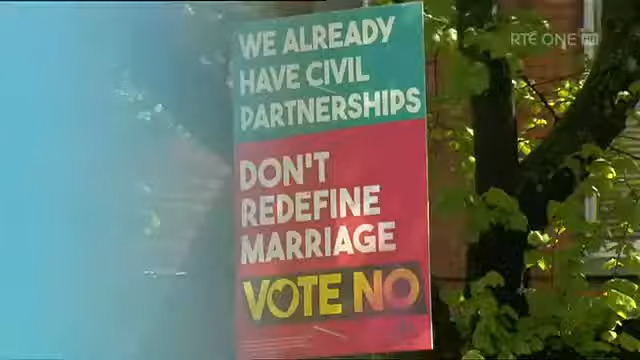 RTÉ ONE HD
WE ALREADY
HAVE CIVIL
PARTNERSHIPS
DON'T
REDEFINE
MARRIAGE
VOTE NO